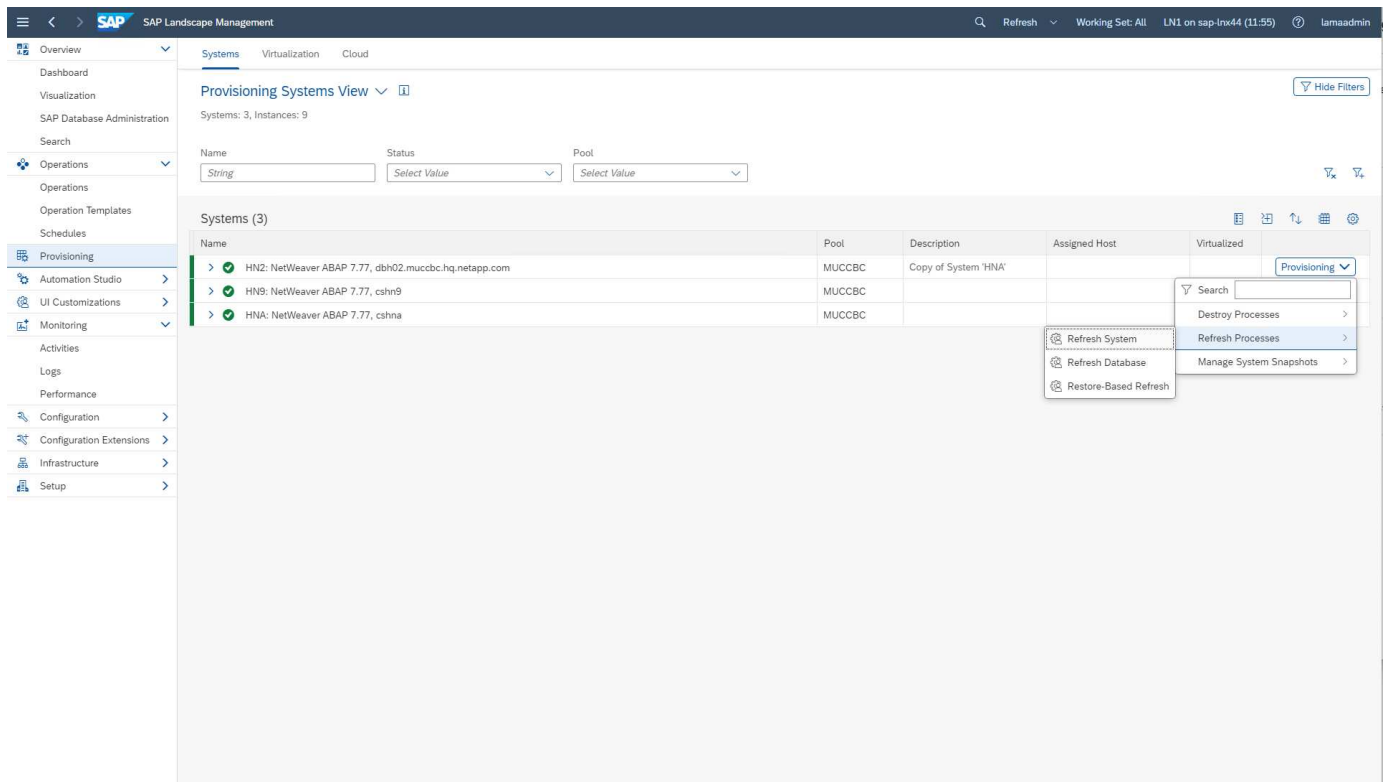 SAP SAP Landscape Management Refresh Working Set: All LN1 on sap-lnx44 (11:55) lamaadmin
Overview
Dashboard
Visualization
SAP Database Administration
Search
Operations
Operations
Operation Templates
Schedules
Provisioning
Automation Studio
UI Customizations
Monitoring
Activities
Logs
Performance
Configuration
Configuration Extensions
Infrastructure
Setup
Systems Virtualization Cloud
Provisioning Systems View
Hide Filters
Systems: 3, Instances: 9
Name Status Pool
String Select Value Select Value
Systems (3)
Name Pool Description Assigned Host Virtualized
HN2: NetWeaver ABAP 7.77, dbh02.muccbc.hq.netapp.com MUCCBC Copy of System 'HNA' Provisioning
HN9: NetWeaver ABAP 7.77, cshn9 MUCCBC
HNA: NetWeaver ABAP 7.77, cshna MUCCBC
Search
Destroy Processes
Refresh Processes
Manage System Snapshots
Refresh System
Refresh Database
Restore-Based Refresh